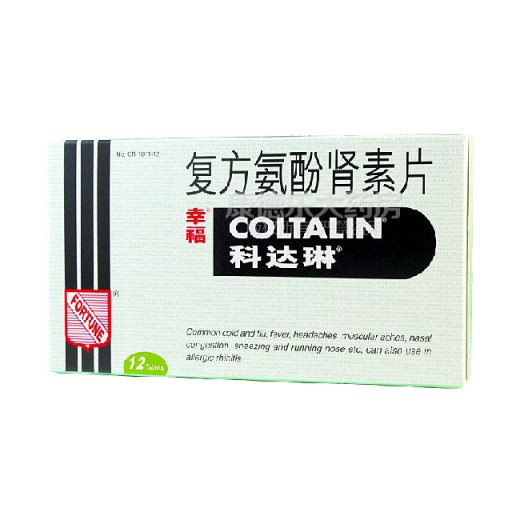 复方氨酚肾素片
幸福
COLTALIN®
科达琳®
FORTUNE ®
Common cold and flu, fever, headaches, muscular aches, nasal
congestion, sneezing and running nose etc, can also use in
allergic rhinitis
12 Tablets